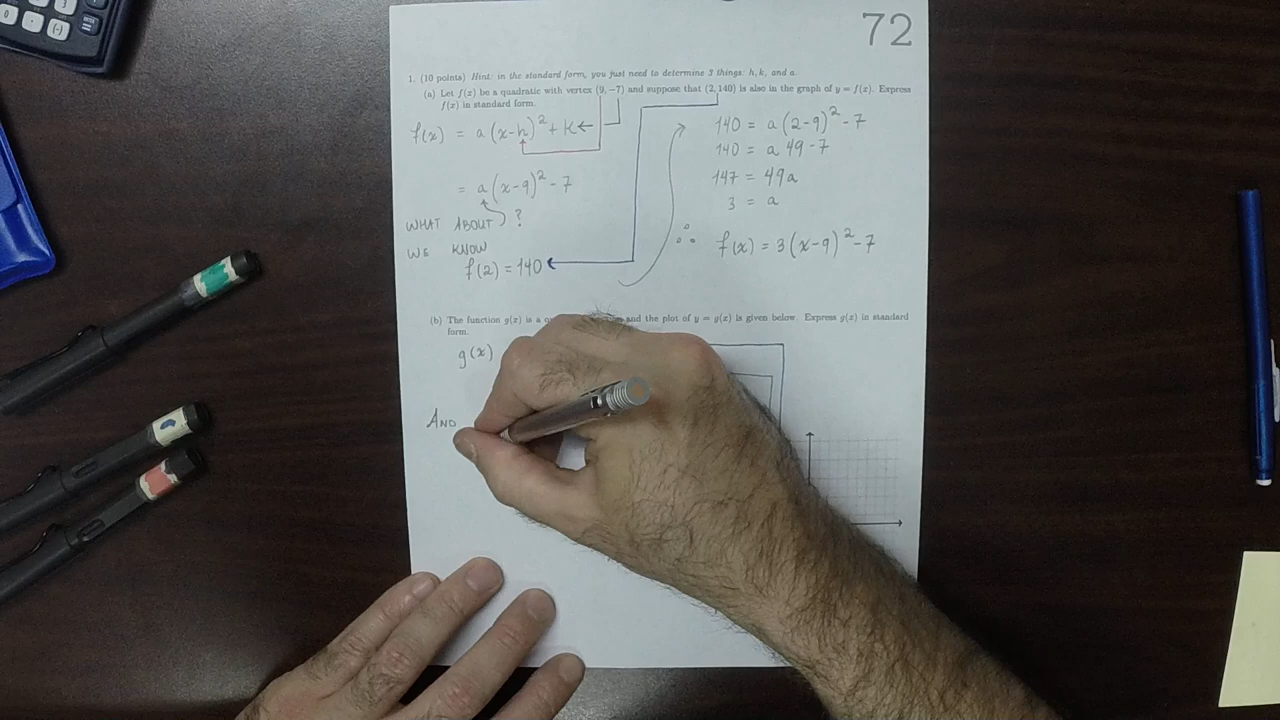 72
1. (10 points) Hint: in the standard form, you just need to determine 3 things: h, k, and a.
(a) Let f(x) be a quadratic with vertex (9, −7) and suppose that (2, 140) is also in the graph of y = f(x). Express
f(x) in standard form.
f(x) = a(x-h)² + k
= a(x-9)² - 7
WHAT ABOUT ?
WE KNOW
f(2) = 140
140 = a(2-9)² - 7
140 = a 49 - 7
147 = 49a
3 = a
∴ f(x) = 3(x-9)² - 7
(b) The function g(x) is a and the plot of y = g(x) is given below. Express g(x) in standard
form.
g(x)
AND